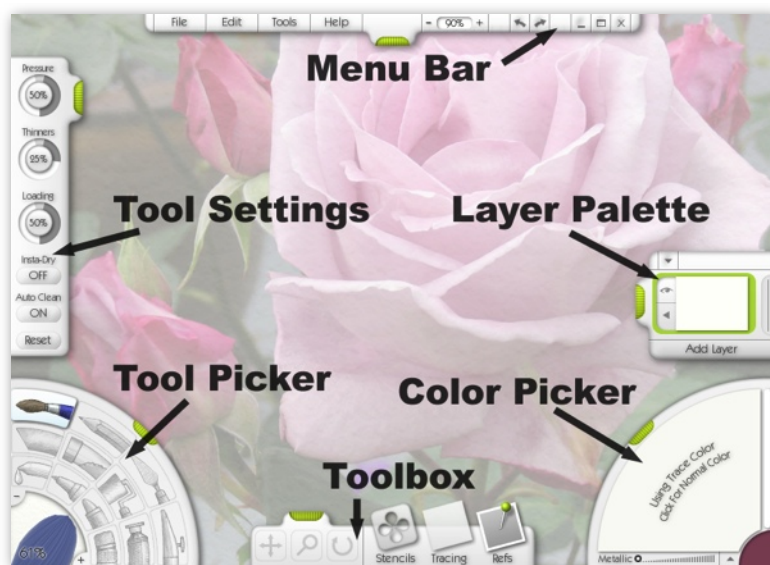 File Edit Tools Help - 90% +
Menu Bar
Pressure
50%
Thinners
25%
Loading
50%
Insta-Dry
OFF
Auto Clean
ON
Reset
Tool Settings
Layer Palette
Add Layer
Tool Picker
Color Picker
Toolbox
- 61% +
Stencils Tracing Refs
Using Trace Color
Click For Normal Color
Metallic